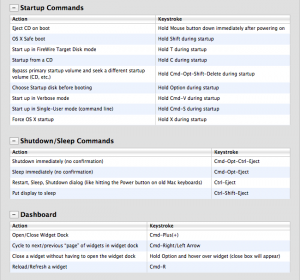 Startup Commands
Action Keystroke
Eject CD on boot Hold Mouse button down immediately after powering on
OS X Safe boot Hold Shift during startup
Start up in FireWire Target Disk mode Hold T during startup
Startup from a CD Hold C during startup
Bypass primary startup volume and seek a different startup
volume (CD, etc.) Hold Cmd-Opt-Shift-Delete during startup
Choose Startup disk before booting Hold Option during startup
Start up in Verbose mode Hold Cmd-V during startup
Start up in Single-User mode (command line) Hold Cmd-S during startup
Force OS X startup Hold X during startup
Shutdown/Sleep Commands
Action Keystroke
Shutdown immediately (no confirmation) Cmd-Opt-Ctrl-Eject
Sleep immediately (no confirmation) Cmd-Opt-Eject
Restart, Sleep, Shutdown dialog (like hitting the Power button on old Mac keyboards) Ctrl-Eject
Put display to sleep Ctrl-Shift-Eject
Dashboard
Action Keystroke
Open/Close Widget Dock Cmd-Plus(+)
Cycle to next/previous "page" of widgets in widget dock Cmd-Right/Left Arrow
Close a widget without having to open the widget dock Hold Option and hover over widget (close box will appear)
Reload/Refresh a widget Cmd-R